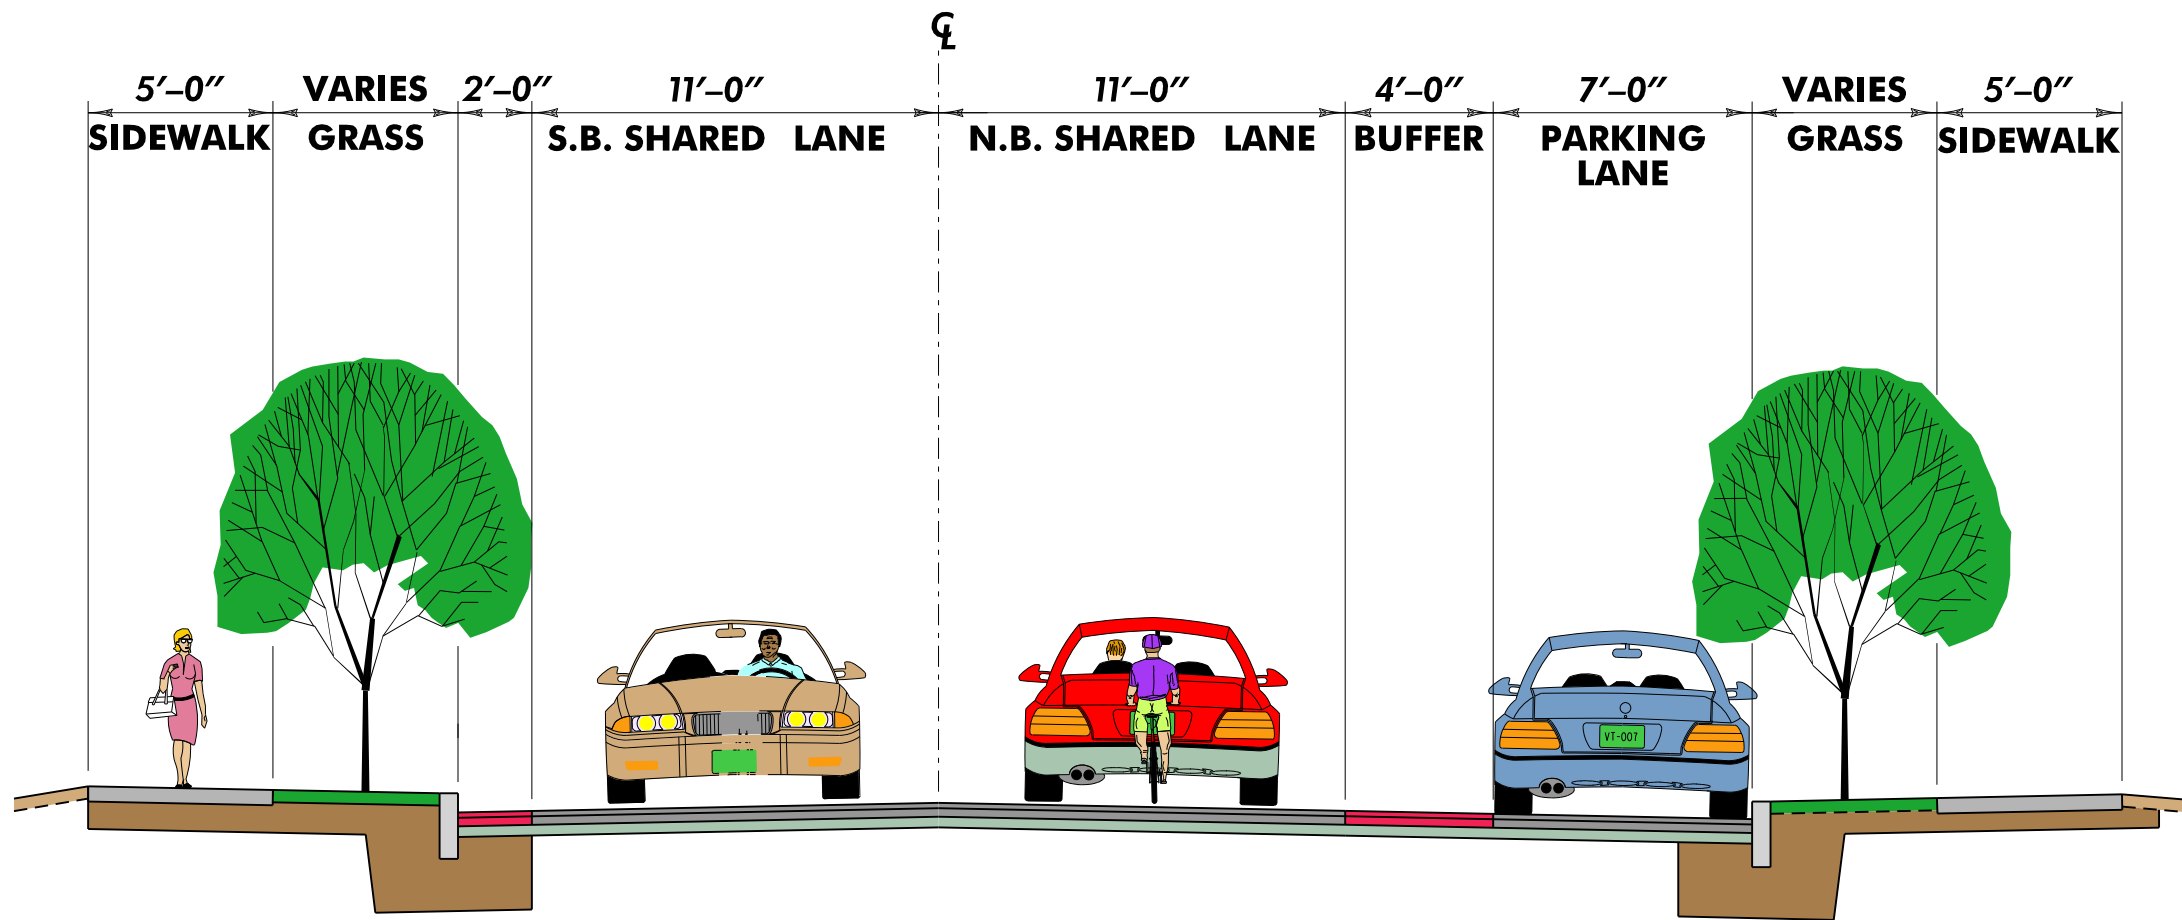 ℄
5'–0" VARIES 2'–0" 11'–0" 11'–0" 4'–0" 7'–0" VARIES 5'–0"
SIDEWALK GRASS S.B. SHARED LANE N.B. SHARED LANE BUFFER PARKING GRASS SIDEWALK
LANE
VT-007